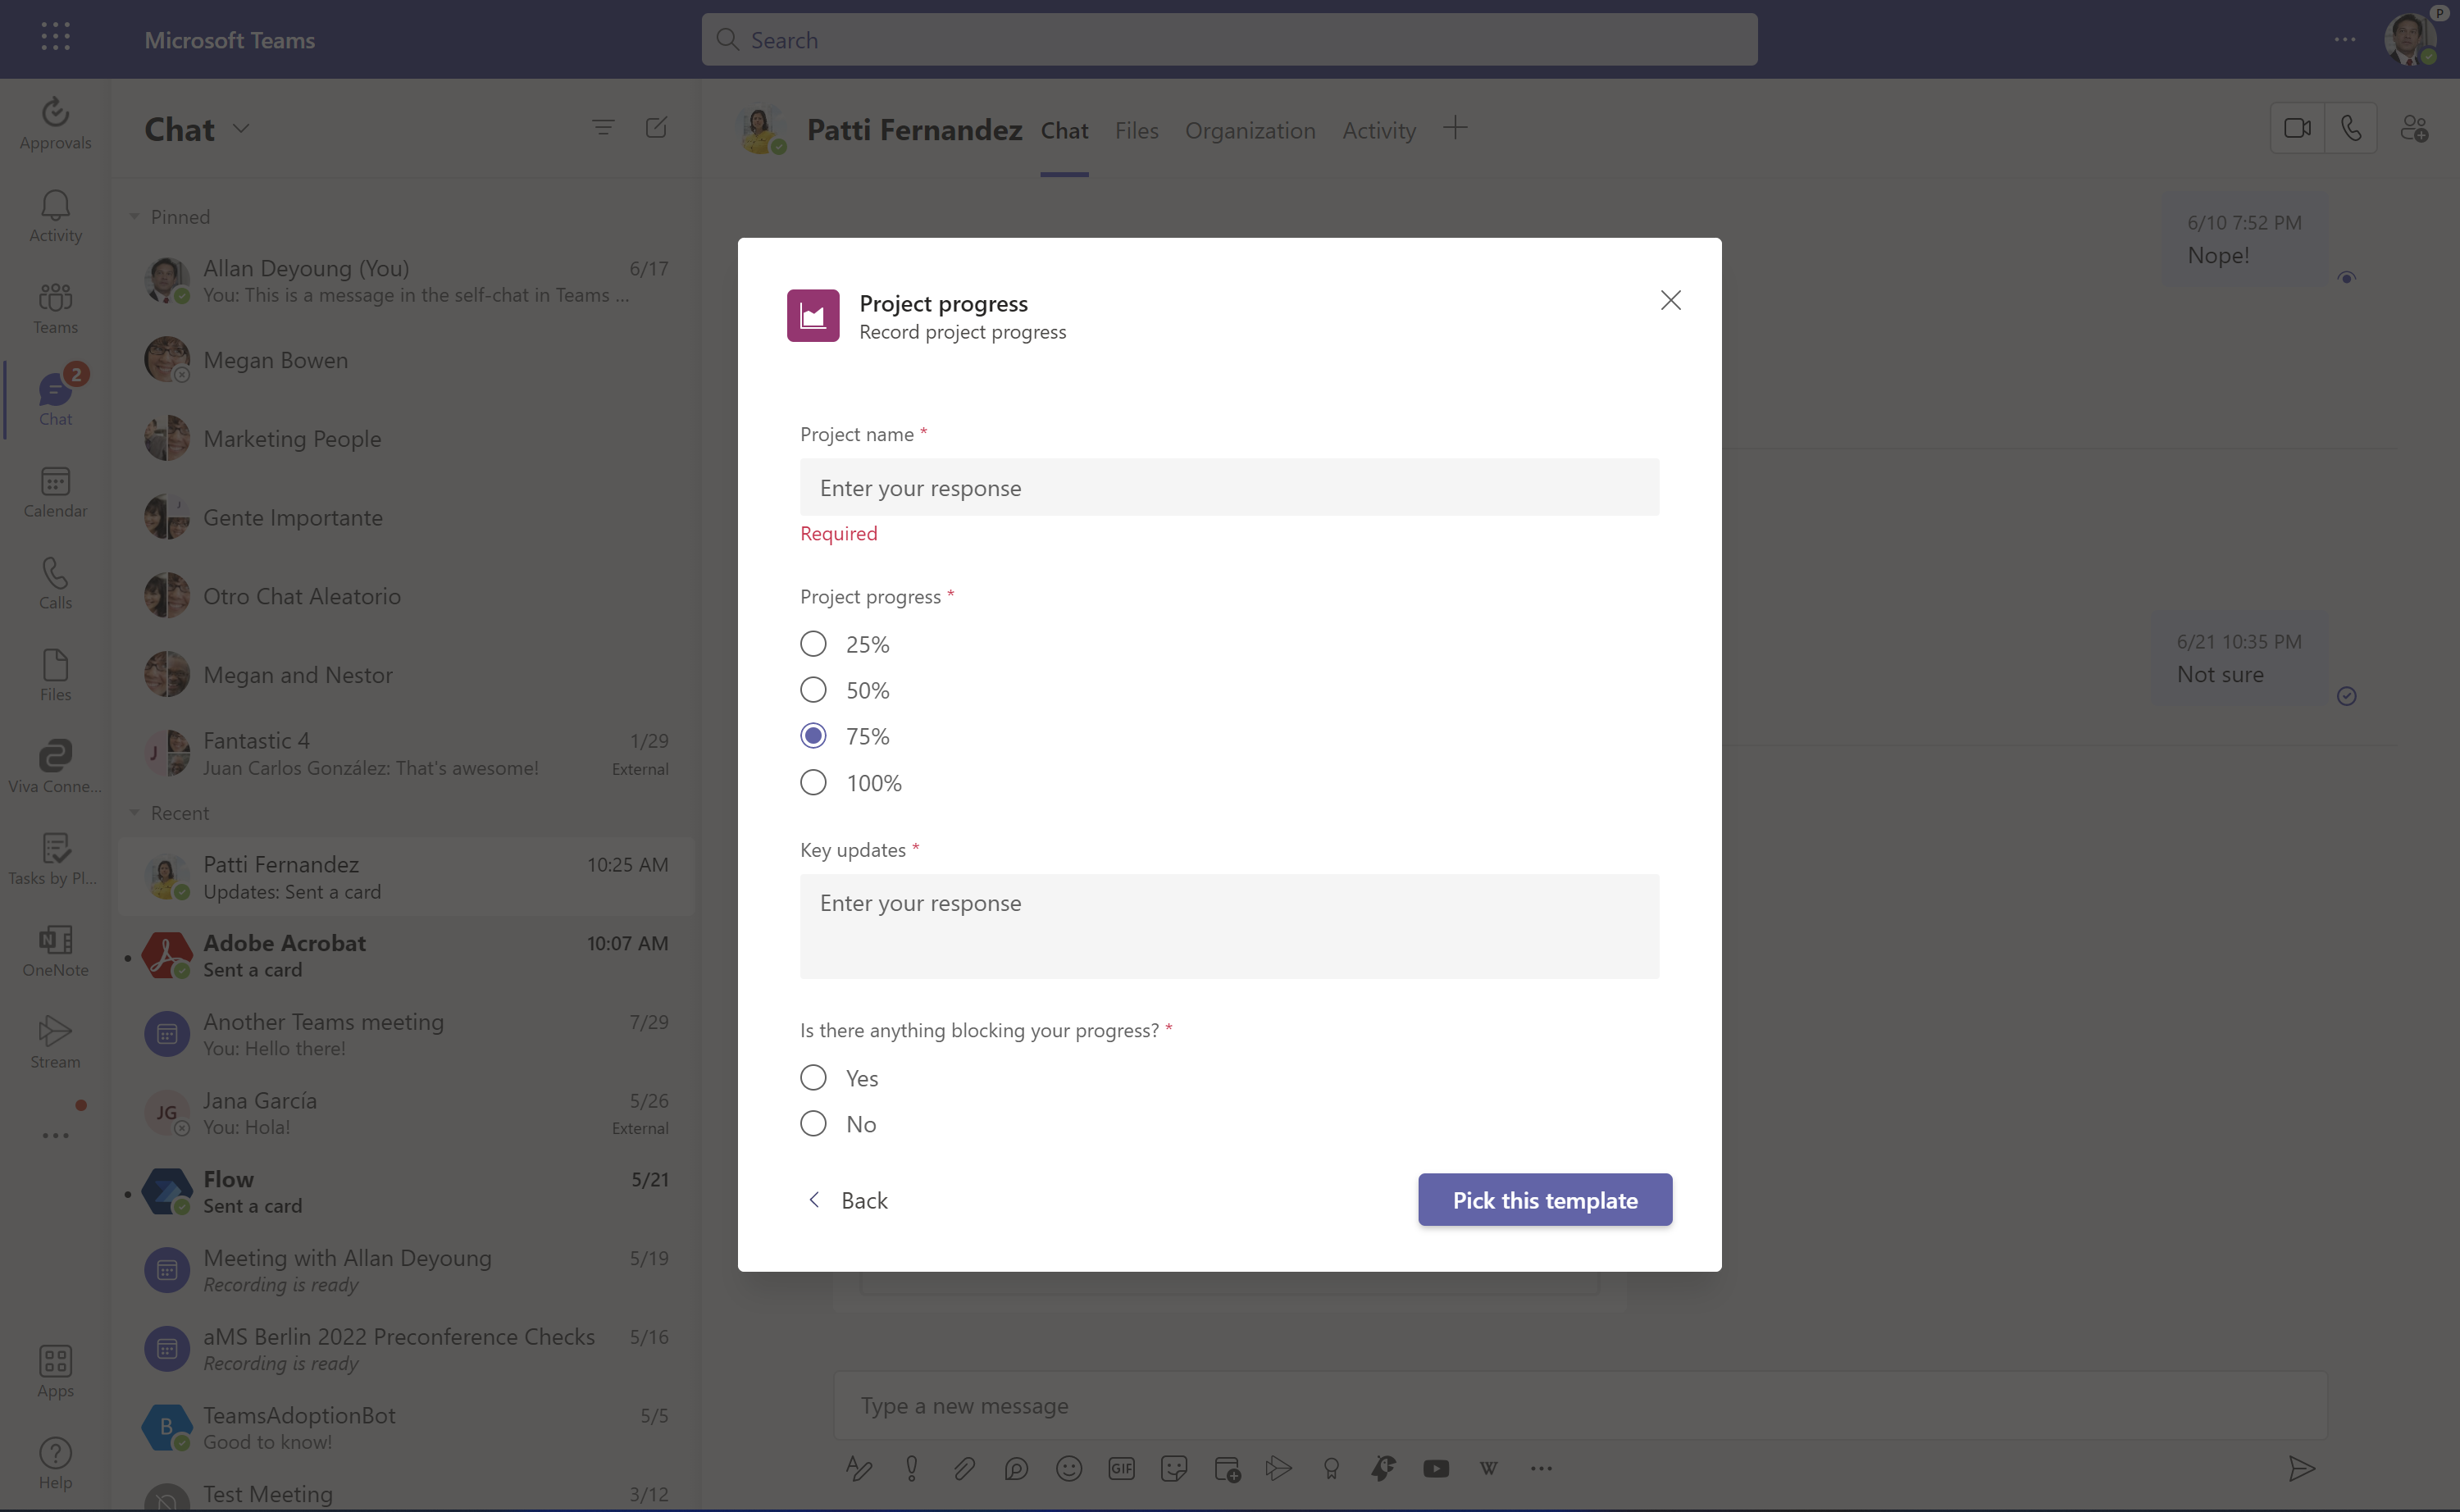 Microsoft Teams
Search
P
Approvals
Activity
Teams
2
Chat
Calendar
Calls
Files
Viva Conne...
Tasks by Pl...
OneNote
Stream
Apps
Help
Chat
Pinned
Allan Deyoung (You) 6/17
You: This is a message in the self-chat in Teams ...
Megan Bowen
Marketing People
Gente Importante
Otro Chat Aleatorio
Megan and Nestor
J
Fantastic 4 1/29
Juan Carlos González: That's awesome! External
Recent
Patti Fernandez 10:25 AM
Updates: Sent a card
Adobe Acrobat 10:07 AM
Sent a card
Another Teams meeting 7/29
You: Hello there!
JG
Jana García 5/26
You: Hola! External
Flow 5/21
Sent a card
Meeting with Allan Deyoung 5/19
Recording is ready
aMS Berlin 2022 Preconference Checks 5/16
Recording is ready
B
TeamsAdoptionBot 5/5
Good to know!
Test Meeting 3/12
Patti Fernandez Chat Files Organization Activity
6/10 7:52 PM
Nope!
6/21 10:35 PM
Not sure
Project progress
Record project progress
Project name *
Enter your response
Required
Project progress *
25%
50%
75%
100%
Key updates *
Enter your response
Is there anything blocking your progress? *
Yes
No
Back
Pick this template
Type a new message
GIF
W